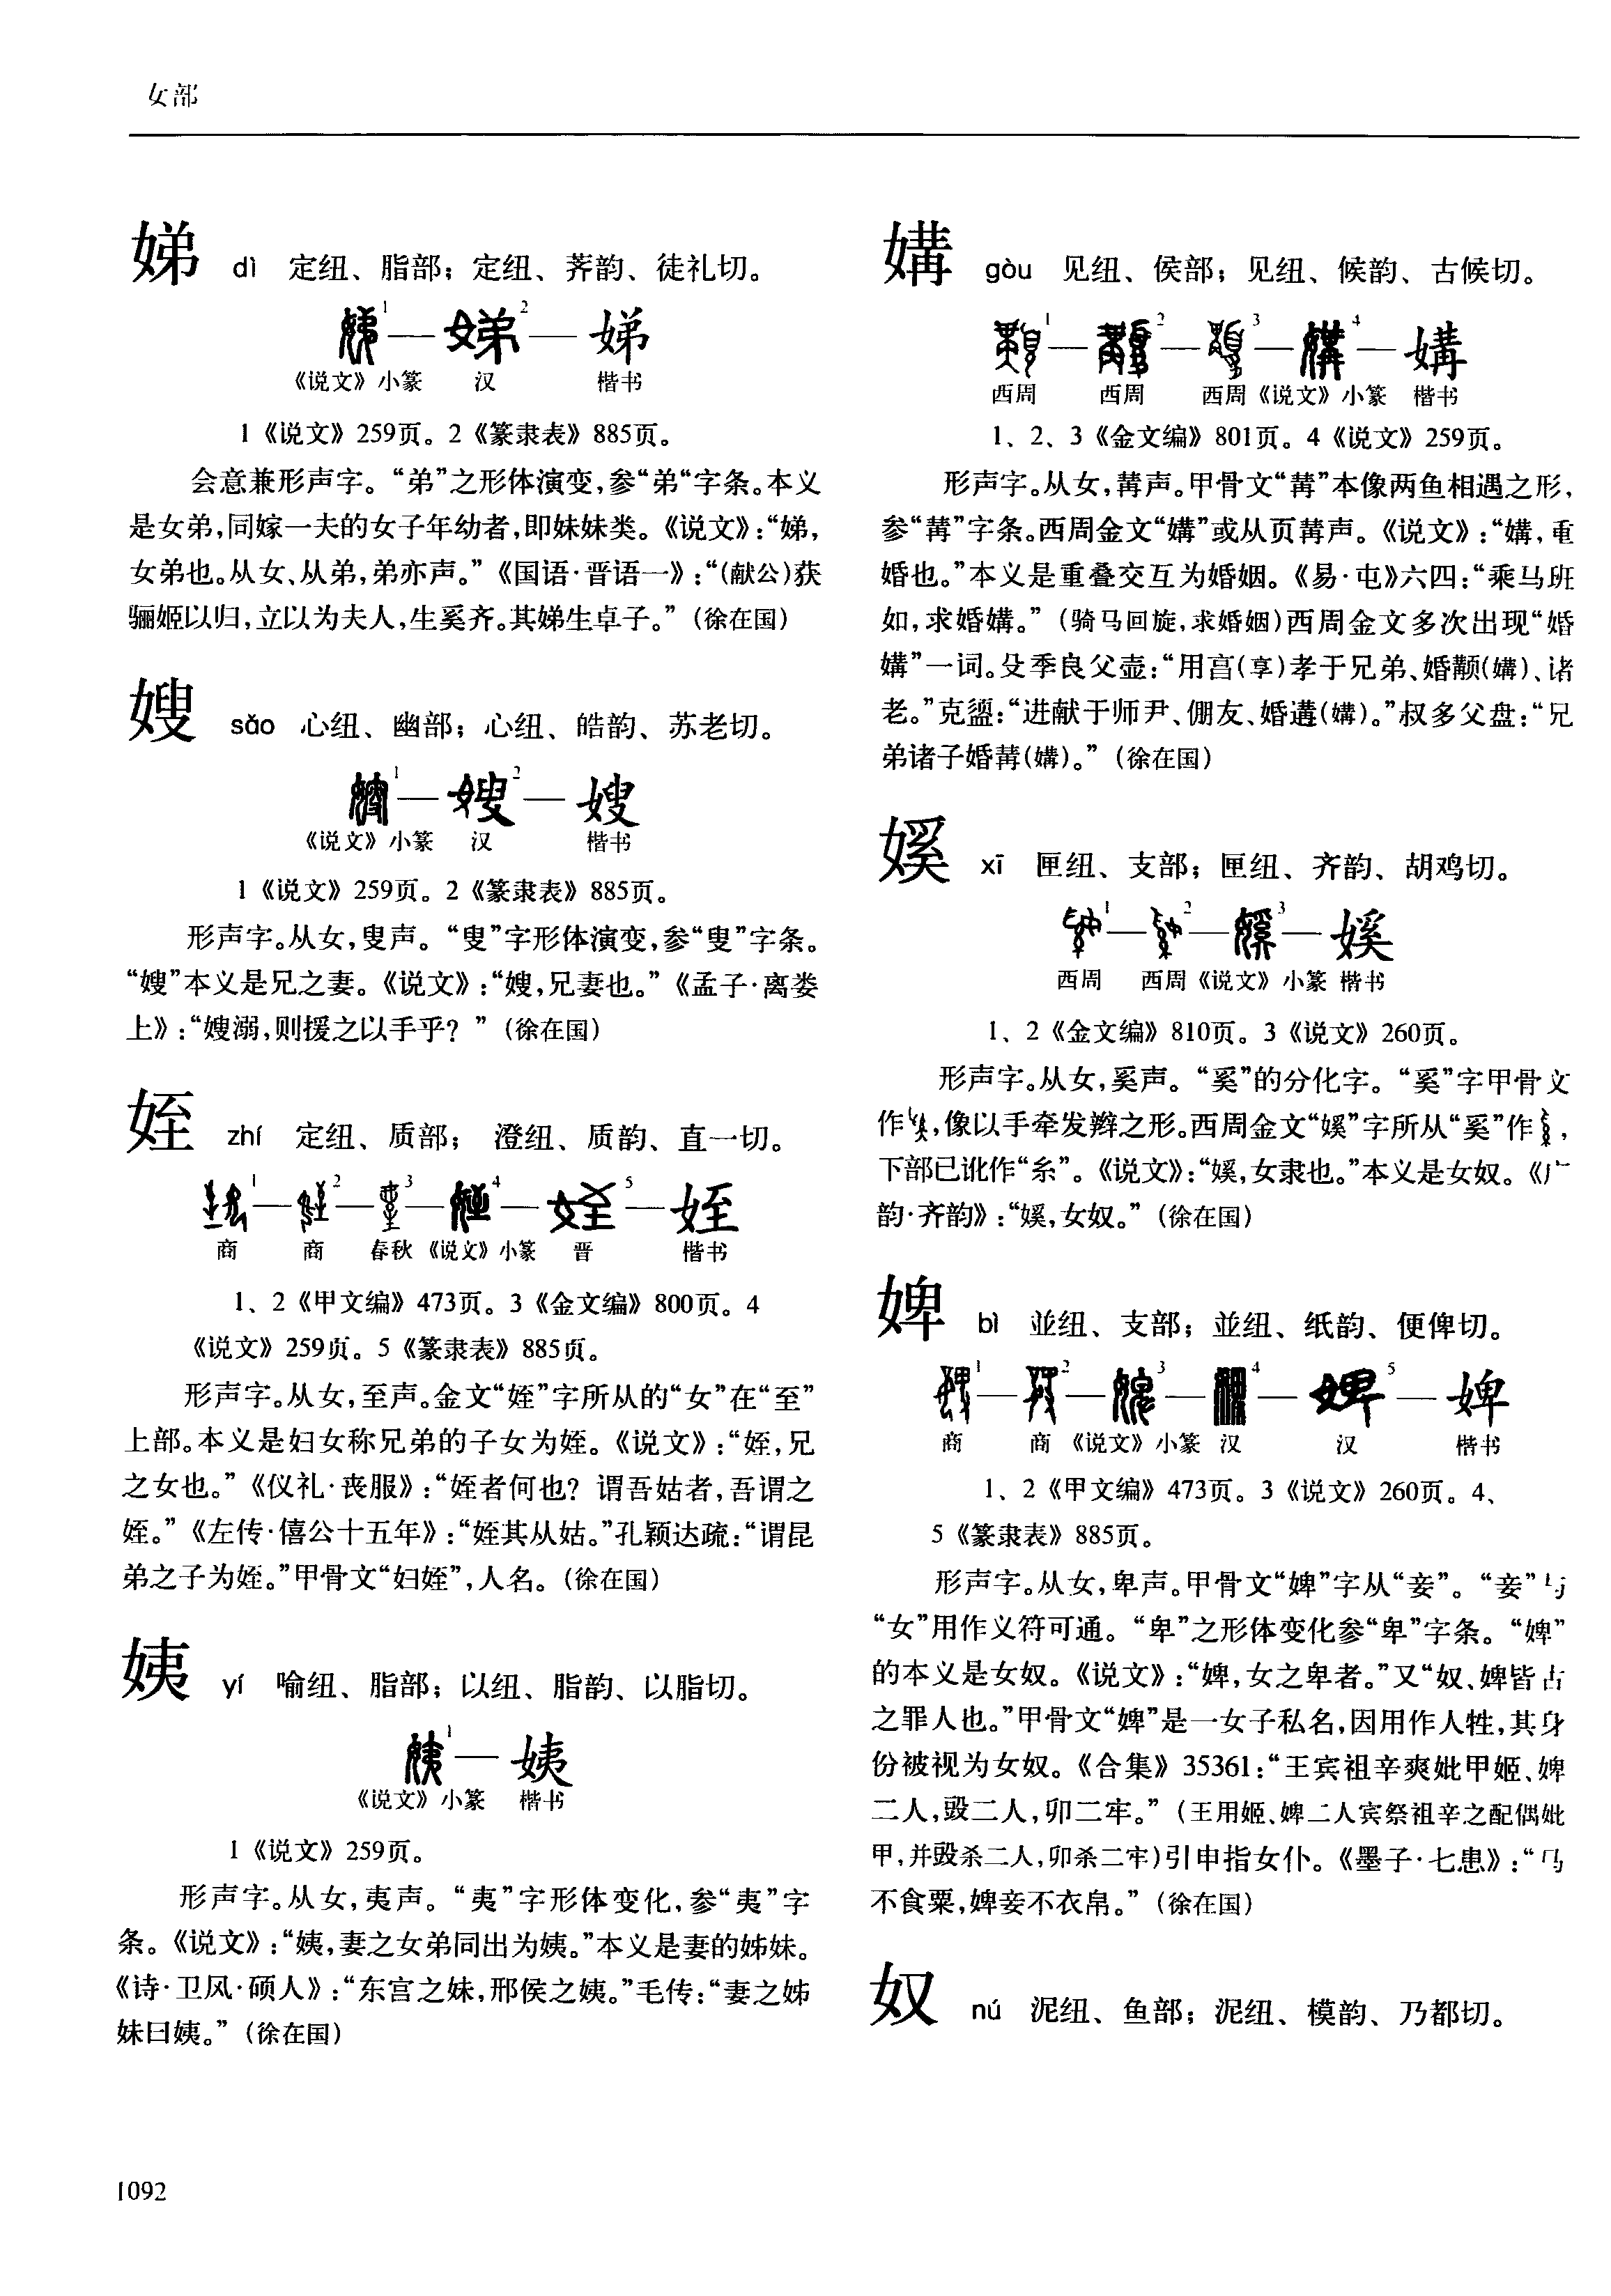 女部
娣 dì 定纽、脂部；定纽、荠韵、徒礼切。
1 — 2 — 娣
《说文》小篆 汉 楷书
1《说文》259页。2《篆隶表》885页。
会意兼形声字。“弟”之形体演变，参“弟“字条。本义
是女弟，同嫁一夫的女子年幼者，即妹妹类。《说文》：“娣，
女弟也。从女、从弟，弟亦声。”《国语·晋语一》：“(献公)获
骊姬以归，立以为夫人，生奚齐。其娣生卓子。”（徐在国）
嫂 sǎo 心纽、幽部；心纽、皓韵、苏老切。
1 — 2 — 嫂
《说文》小篆 汉 楷书
1《说文》259页。2《篆隶表》885页。
形声字。从女，叟声。“叟”字形体演变，参“叟”字条。
“嫂”本义是兄之妻。《说文》：“嫂，兄妻也。”《孟子·离娄
上》：“嫂溺，则援之以手乎？”（徐在国）
姪 zhí 定纽、质部； 澄纽、质韵、直一切。
1 — 2 — 3 — 4 — 5 — 姪
商 商 春秋 《说文》小篆 晋 楷书
1、2《甲文编》473页。3《金文编》800页。4
《说文》259页。5《篆隶表》885页。
形声字。从女，至声。金文“姪”字所从的“女”在“至”
上部。本义是妇女称兄弟的子女为姪。《说文》：“姪，兄
之女也。”《仪礼·丧服》：“姪者何也？谓吾姑者，吾谓之
姪。”《左传·僖公十五年》：“姪其从姑。”孔颖达疏：“谓昆
弟之子为姪。”甲骨文“妇姪”，人名。（徐在国）
姨 yí 喻纽、脂部；以纽、脂韵、以脂切。
1 — 姨
《说文》小篆 楷书
1《说文》259页。
形声字。从女，夷声。“夷”字形体变化，参“夷”字
条。《说文》：“姨，妻之女弟同出为姨。”本义是妻的姊妹。
《诗·卫风·硕人》：“东宫之妹，邢侯之姨。”毛传：“妻之姊
妹曰姨。”（徐在国）
媾 gòu 见纽、侯部；见纽、候韵、古候切。
1 — 2 — 3 — 4 — 媾
西周 西周 西周《说文》小篆 楷书
1、2、3《金文编》801页。4《说文》259页。
形声字。从女，冓声。甲骨文“冓”本像两鱼相遇之形，
参“冓”字条。西周金文“媾”或从页冓声。《说文》：“媾，重
婚也。”本义是重叠交互为婚姻。《易·屯》六四：“乘马班
如，求婚媾。”（骑马回旋，求婚姻）西周金文多次出现“婚
媾”一词。殳季良父壶：“用亯(享)孝于兄弟、婚顜(媾)、诸
老。”克盨：“进献于师尹、倗友、婚遘(媾)。”叔多父盘：“兄
弟诸子婚冓(媾)。”（徐在国）
媛 xī 匣纽、支部；匣纽、齐韵、胡鸡切。
1 — 2 — 3 — 媛
西周 西周《说文》小篆 楷书
1、2《金文编》810页。3《说文》260页。
形声字。从女，奚声。“奚”的分化字。“奚”字甲骨文
作，像以手牵发辫之形。西周金文“媛”字所从“奚”作，
下部已讹作“糸”。《说文》：“媛，女隶也。”本义是女奴。《广
韵·齐韵》：“媛，女奴。”（徐在国）
婢 bì 並纽、支部；並纽、纸韵、便俾切。
1 — 2 — 3 — 4 — 5 — 婢
商 商 《说文》小篆 汉 汉 楷书
1、2《甲文编》473页。3《说文》260页。4、
5《篆隶表》885页。
形声字。从女，卑声。甲骨文“婢”字从“妾”。“妾”与
“女”用作义符可通。“卑”之形体变化参“卑”字条。“婢”
的本义是女奴。《说文》：“婢，女之卑者。”又“奴、婢皆古
之罪人也。”甲骨文“婢”是一女子私名，因用作人牲，其身
份被视为女奴。《合集》35361：“王宾祖辛爽妣甲姬、婢
二人，毁二人，卯二牢。”（王用姬、婢二人宾祭祖辛之配偶妣
甲，并毁杀二人，卯杀二牢)引申指女仆。《墨子·七患》：“马
不食粟，婢妾不衣帛。”（徐在国）
奴 nú 泥纽、鱼部；泥纽、模韵、乃都切。
1092